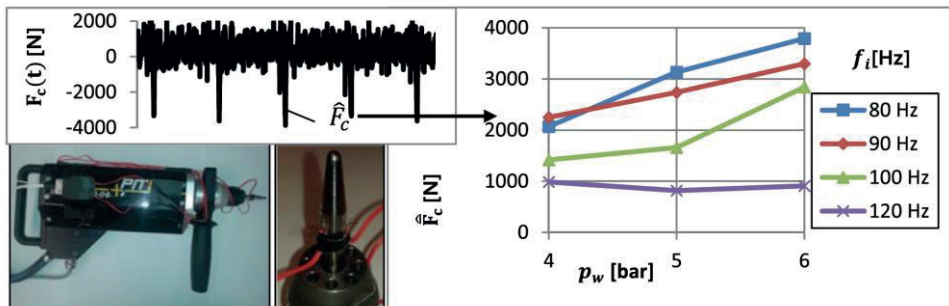 2000
0
-2000
-4000
F_c(t) [N]
F̂_c
PIT
4000
3000
2000
1000
0
F̂_c [N]
4 5 6
p_w [bar]
f_i[Hz]
80 Hz
90 Hz
100 Hz
120 Hz